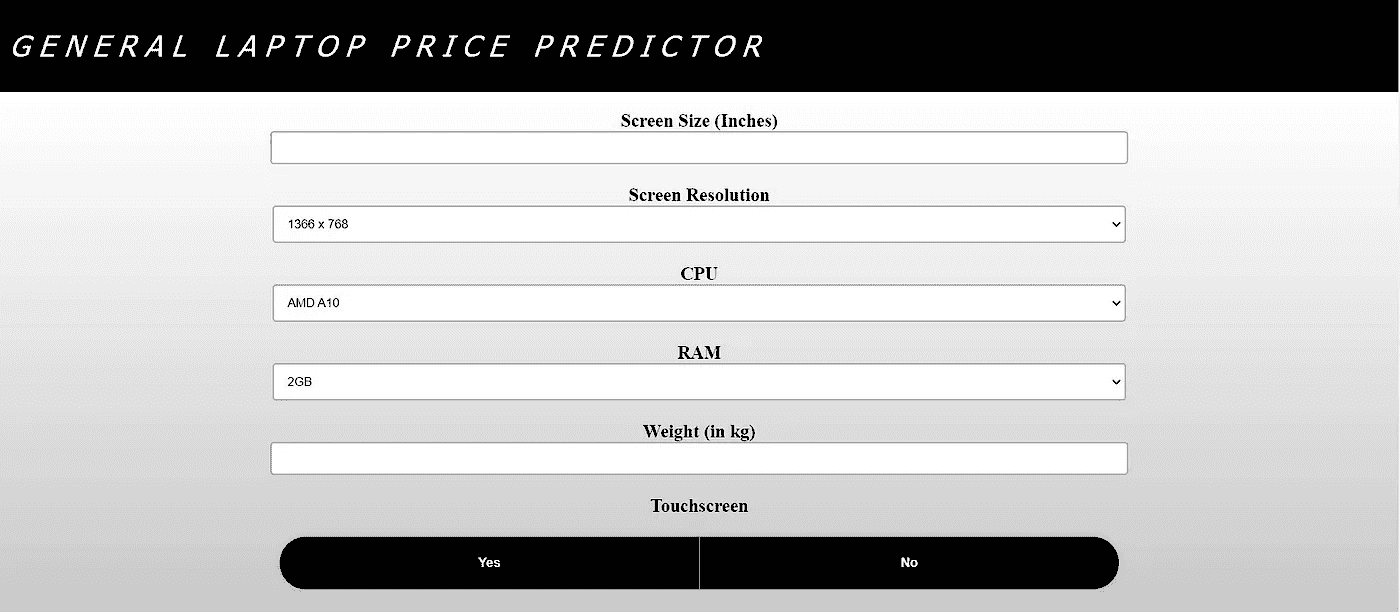 GENERAL LAPTOP PRICE PREDICTOR
Screen Size (Inches)
Screen Resolution
1366 x 768
CPU
AMD A10
RAM
2GB
Weight (in kg)
Touchscreen
Yes No